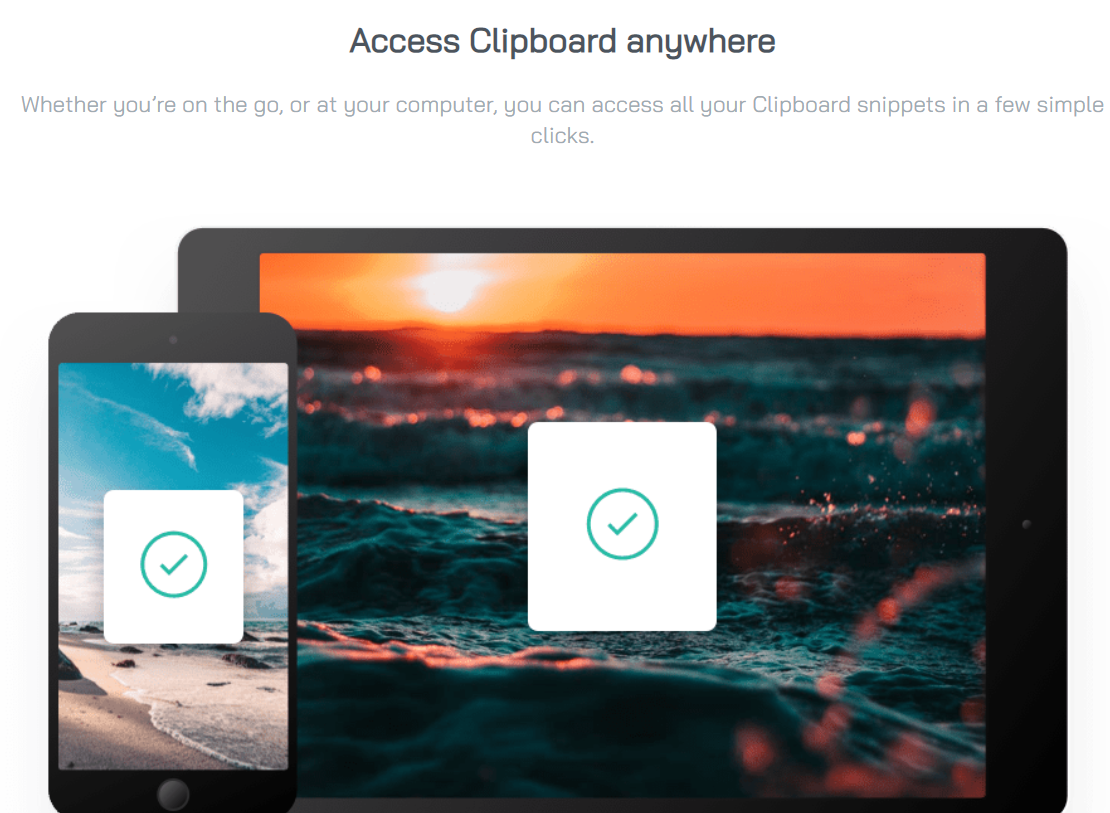 Access Clipboard anywhere
Whether you’re on the go, or at your computer, you can access all your Clipboard snippets in a few simple
clicks.